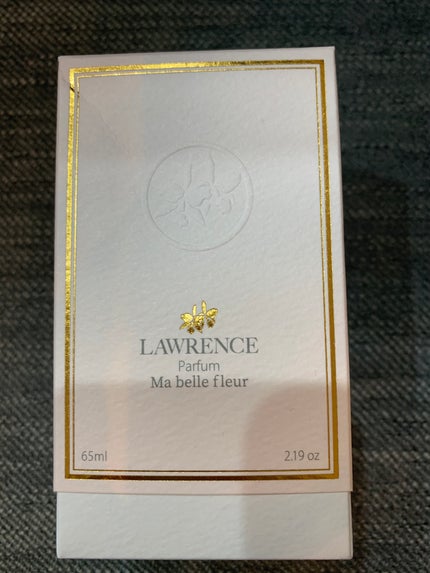 LAWRENCE
Parfum
Ma belle fleur
65ml 2.19 oz